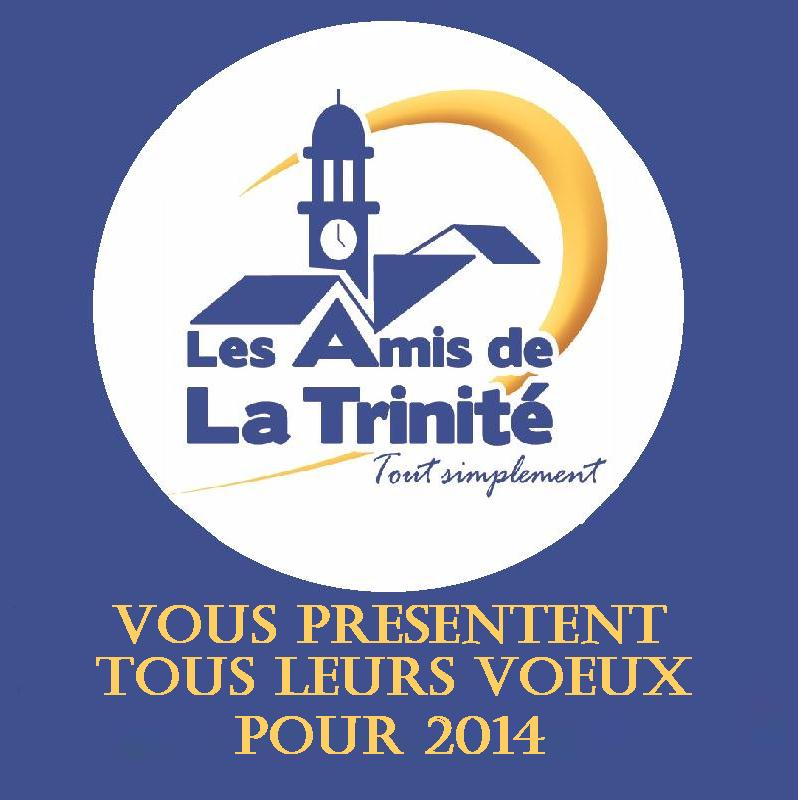 Les Amis de
La Trinité
Tout simplement
VOUS PRESENTENT
TOUS LEURS VOEUX
POUR 2014